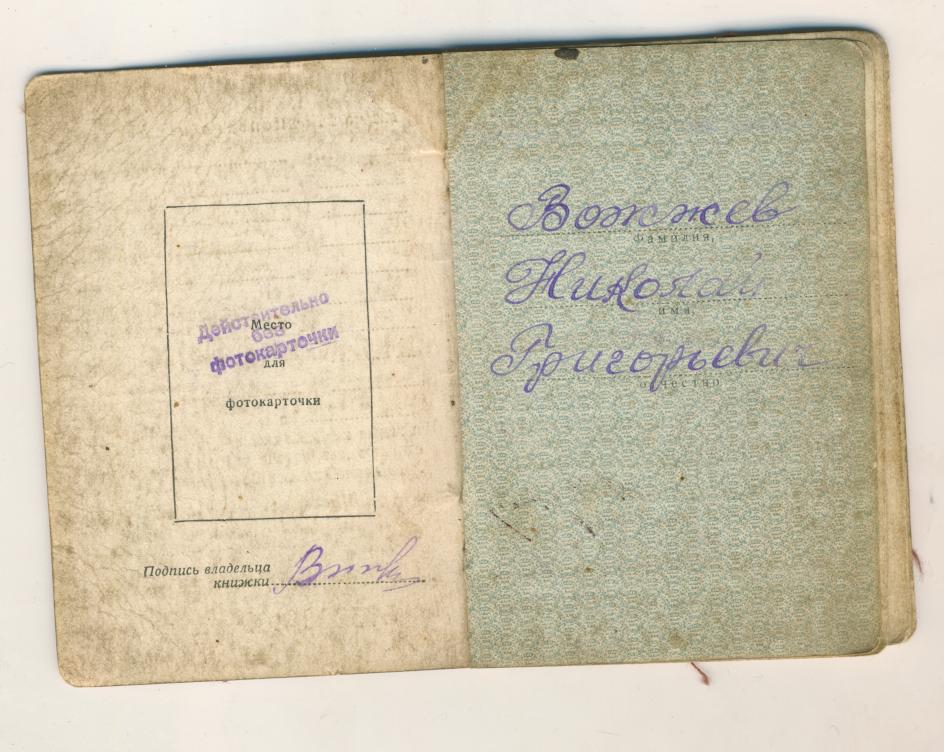 Действительно
без
фотокарточки
Место
для
фотокарточки
Подпись владельца
книжки
Вожжев
фамилия,
Николай
имя,
Григорьевич
отчество